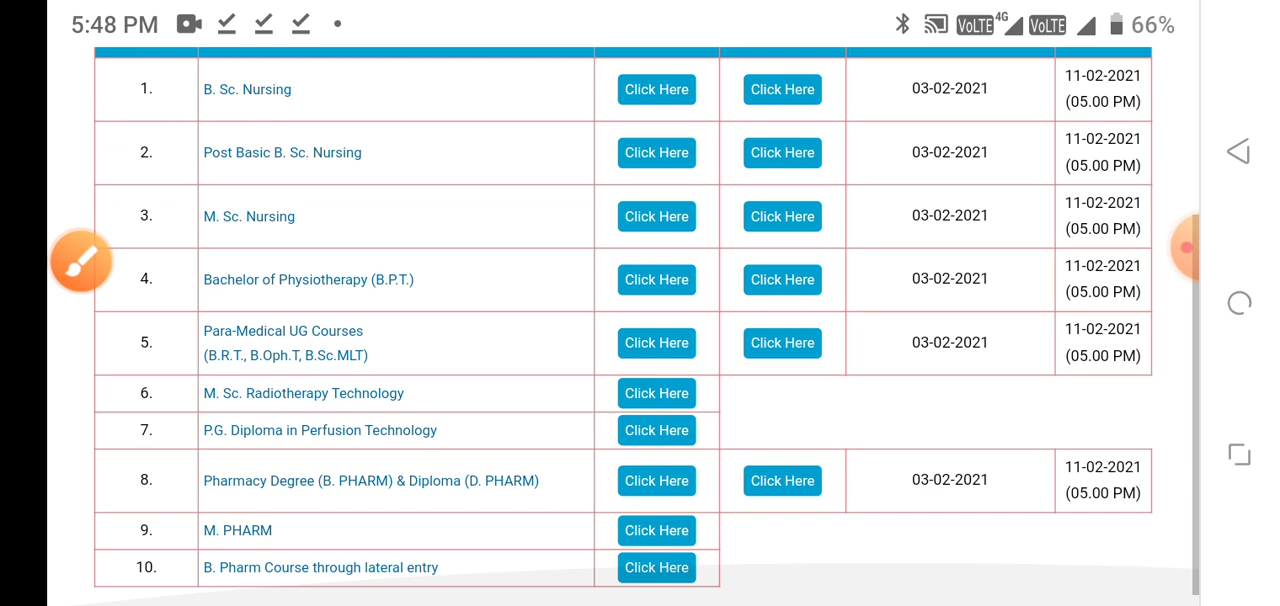 5:48 PM VoLTE 4G VoLTE 66%
1. B. Sc. Nursing Click Here Click Here 03-02-2021 11-02-2021
(05.00 PM)
2. Post Basic B. Sc. Nursing Click Here Click Here 03-02-2021 11-02-2021
(05.00 PM)
3. M. Sc. Nursing Click Here Click Here 03-02-2021 11-02-2021
(05.00 PM)
4. Bachelor of Physiotherapy (B.P.T.) Click Here Click Here 03-02-2021 11-02-2021
(05.00 PM)
5. Para-Medical UG Courses Click Here Click Here 03-02-2021 11-02-2021
(B.R.T., B.Oph.T, B.Sc.MLT) (05.00 PM)
6. M. Sc. Radiotherapy Technology Click Here
7. P.G. Diploma in Perfusion Technology Click Here
8. Pharmacy Degree (B. PHARM) & Diploma (D. PHARM) Click Here Click Here 03-02-2021 11-02-2021
(05.00 PM)
9. M. PHARM Click Here
10. B. Pharm Course through lateral entry Click Here